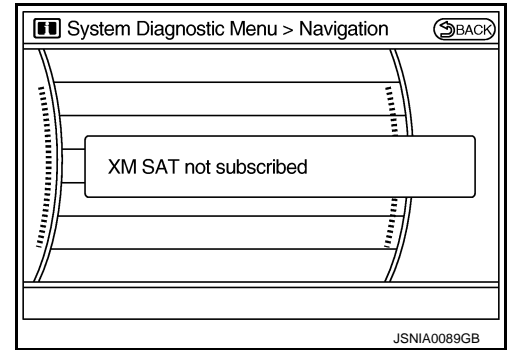 System Diagnostic Menu > Navigation BACK
XM SAT not subscribed
JSNIA0089GB